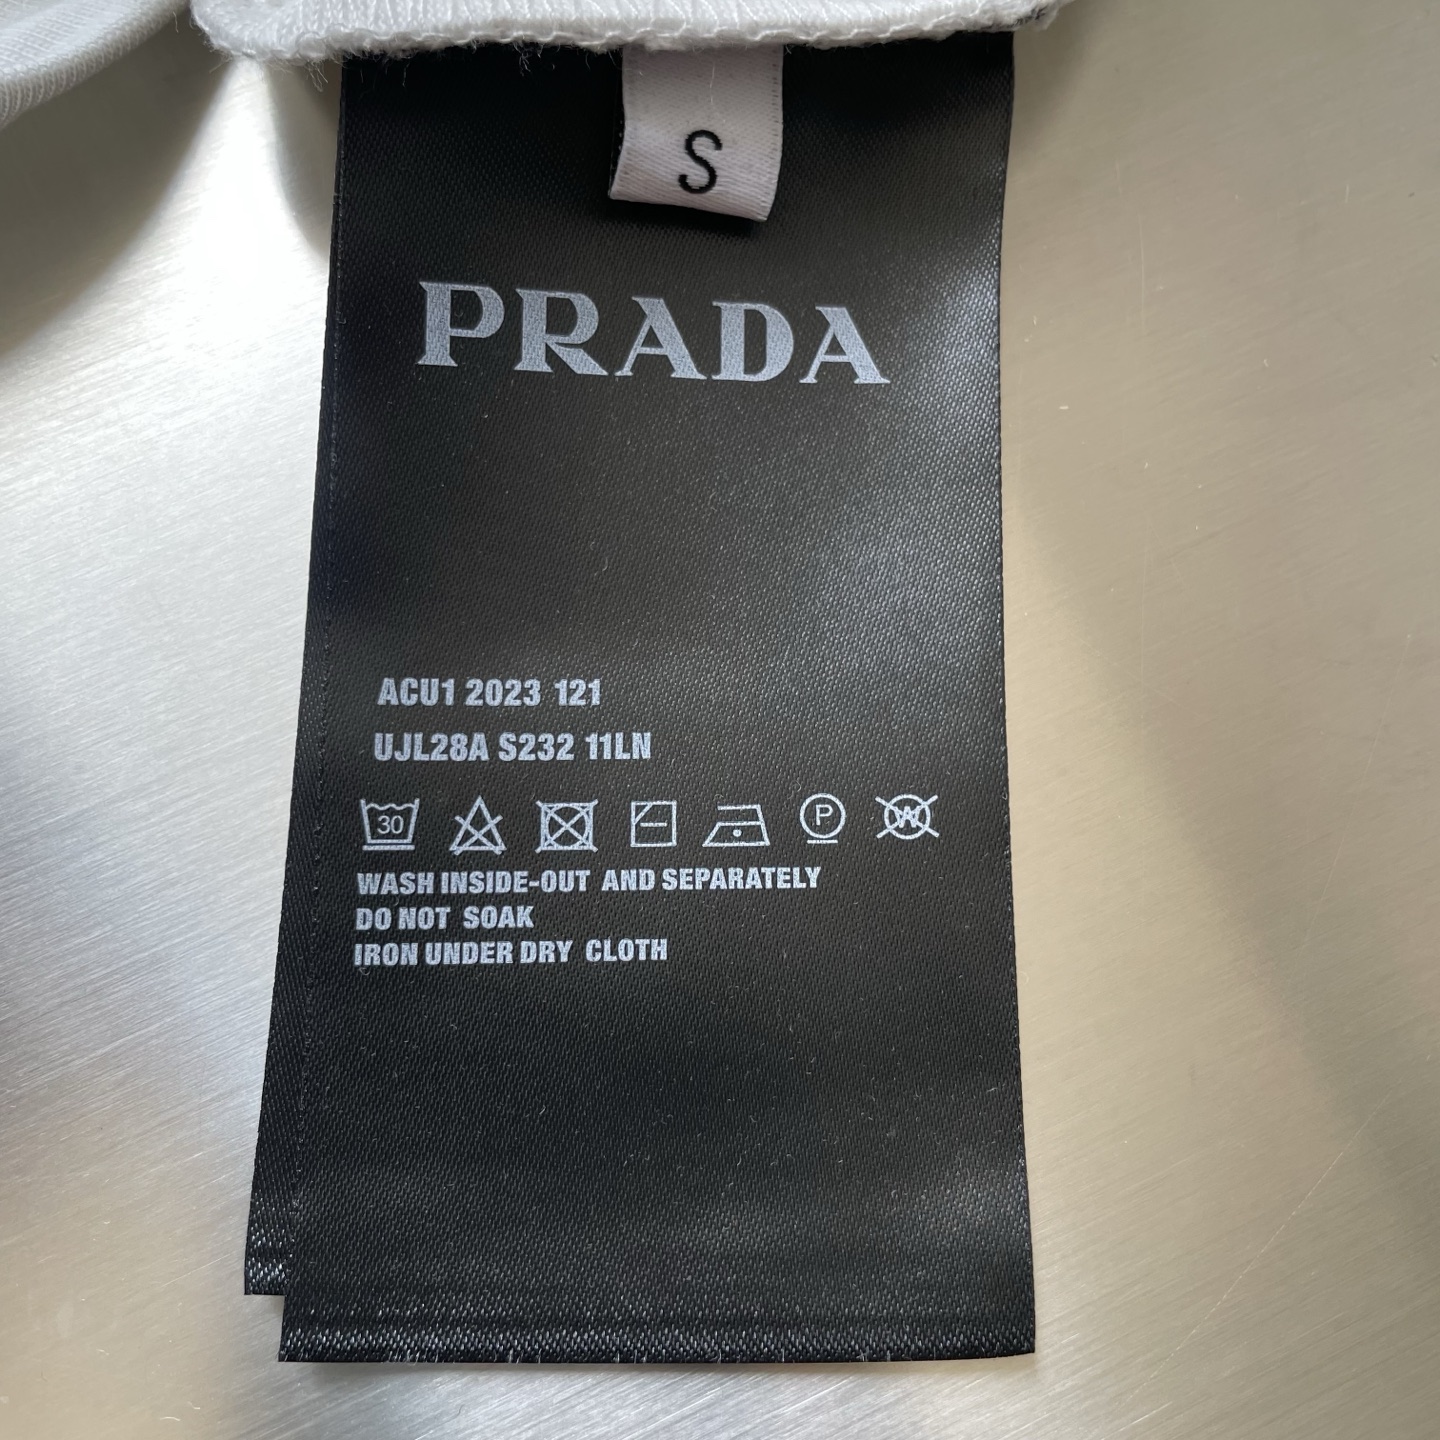 S
PRADA
ACU1 2023 121
UJL28A S232 11LN
30 P W
WASH INSIDE-OUT AND SEPARATELY
DO NOT SOAK
IRON UNDER DRY CLOTH